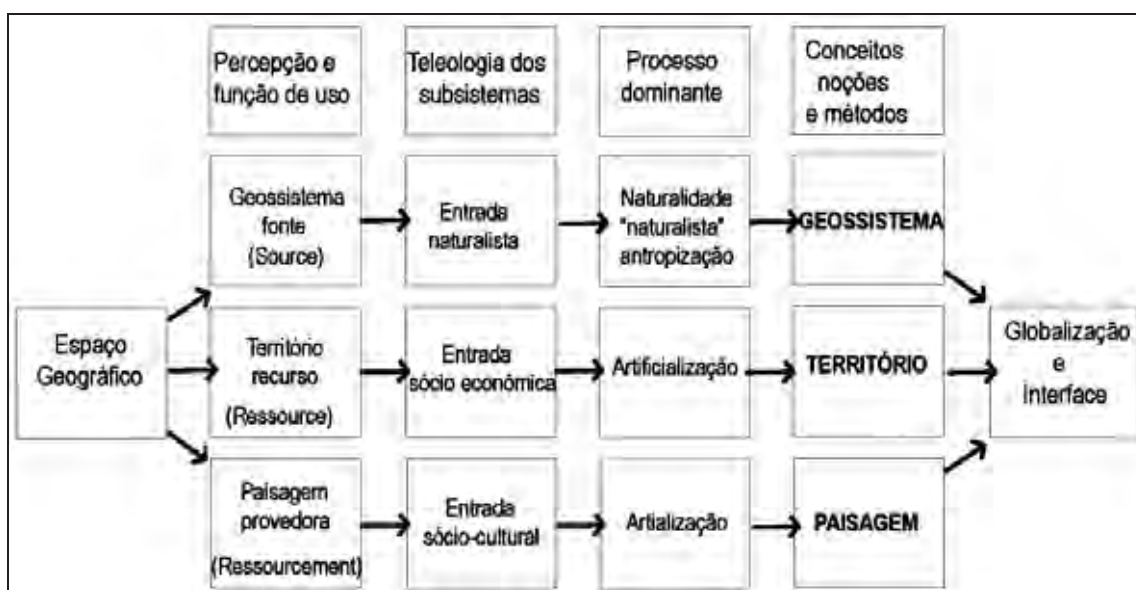 Percepção e
função de uso
Teleologia dos
subsistemas
Processo
dominante
Conceitos
noções
e métodos
Geossistema
fonte
(Source)
Entrada
naturalista
Naturalidade
"naturalista"
antropização
GEOSSISTEMA
Espaço
Geográfico
Território
recurso
(Ressource)
Entrada
sócio econômica
Artificialização
TERRITÓRIO
Globalização
e
Interface
Paisagem
provedora
(Ressourcement)
Entrada
sócio-cultural
Artialização
PAISAGEM